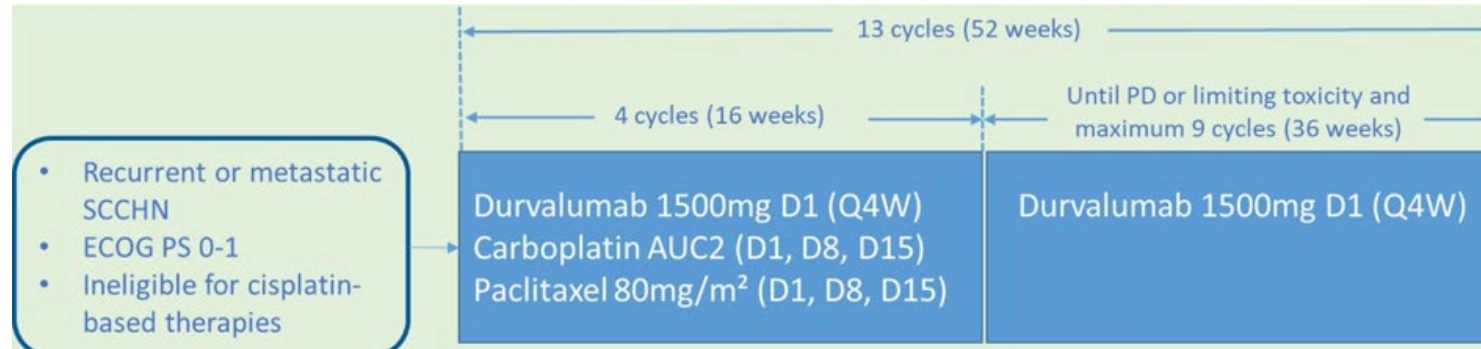 13 cycles (52 weeks)
4 cycles (16 weeks)
Until PD or limiting toxicity and
maximum 9 cycles (36 weeks)
• Recurrent or metastatic
SCCHN
• ECOG PS 0-1
• Ineligible for cisplatin-
based therapies
Durvalumab 1500mg D1 (Q4W)
Carboplatin AUC2 (D1, D8, D15)
Paclitaxel 80mg/m² (D1, D8, D15)
Durvalumab 1500mg D1 (Q4W)